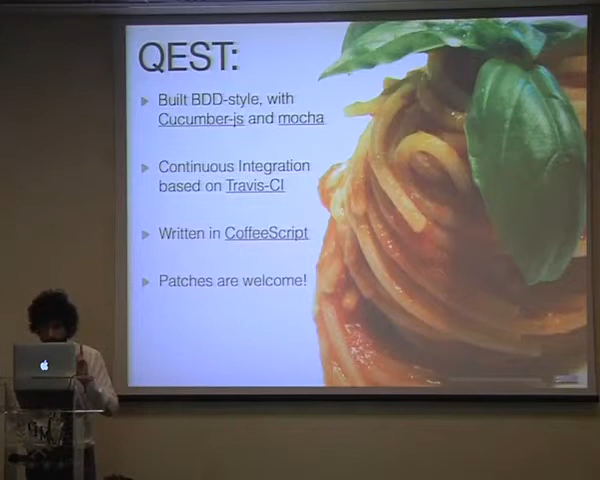 QEST:
Built BDD-style, with
Cucumber-js and mocha
Continuous Integration
based on Travis-CI
Written in CoffeeScript
Patches are welcome!